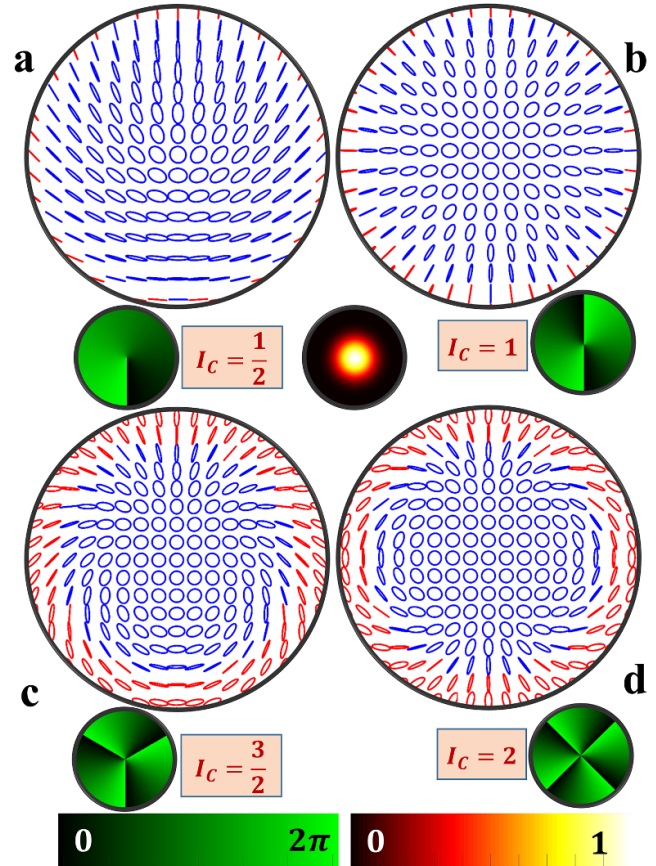 a
b
I_C = 1/2
I_C = 1
c
d
I_C = 3/2
I_C = 2
0 2π
0 1